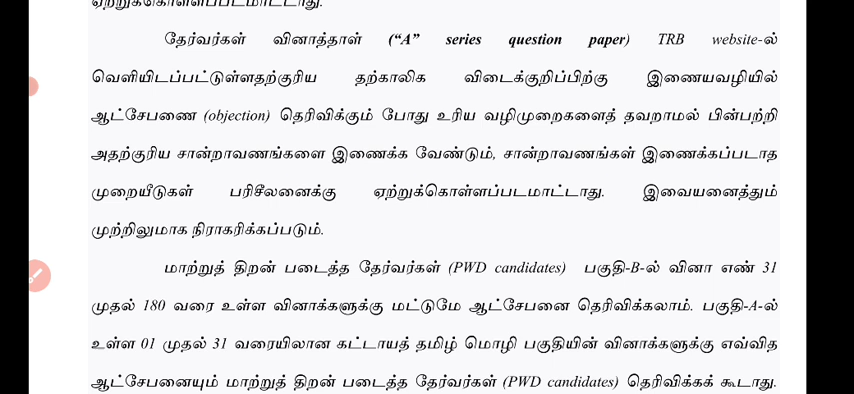 ஏற்றுக்கொள்ளப்படமாட்டாது.
தேர்வர்கள் வினாத்தாள் (“A” series question paper) TRB website-ல்
வெளியிடப்பட்டுள்ளதற்குரிய தற்காலிக விடைக்குறிப்பிற்கு இணையவழியில்
ஆட்சேபணை (objection) தெரிவிக்கும் போது உரிய வழிமுறைகளைத் தவறாமல் பின்பற்றி
அதற்குரிய சான்றாவணங்களை இணைக்க வேண்டும், சான்றாவணங்கள் இணைக்கப்படாத
முறையீடுகள் பரிசீலனைக்கு ஏற்றுக்கொள்ளப்படமாட்டாது. இவையனைத்தும்
முற்றிலுமாக நிராகரிக்கப்படும்.
மாற்றுத் திறன் படைத்த தேர்வர்கள் (PWD candidates) பகுதி-B-ல் வினா எண் 31
முதல் 180 வரை உள்ள வினாக்களுக்கு மட்டுமே ஆட்சேபனை தெரிவிக்கலாம். பகுதி-A-ல்
உள்ள 01 முதல் 31 வரையிலான கட்டாயத் தமிழ் மொழி பகுதியின் வினாக்களுக்கு எவ்வித
ஆட்சேபனையும் மாற்றுத் திறன் படைத்த தேர்வர்கள் (PWD candidates) தெரிவிக்கக் கூடாது.